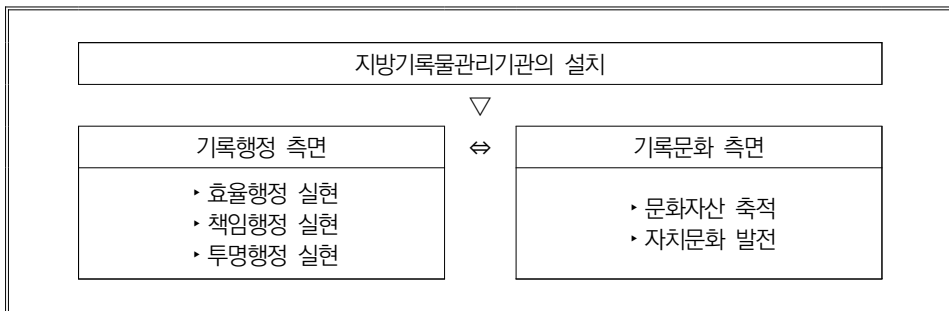 지방기록물관리기관의 설치
▽
기록행정 측면
⇔
기록문화 측면
‣ 효율행정 실현
‣ 책임행정 실현
‣ 투명행정 실현
‣ 문화자산 축적
‣ 자치문화 발전